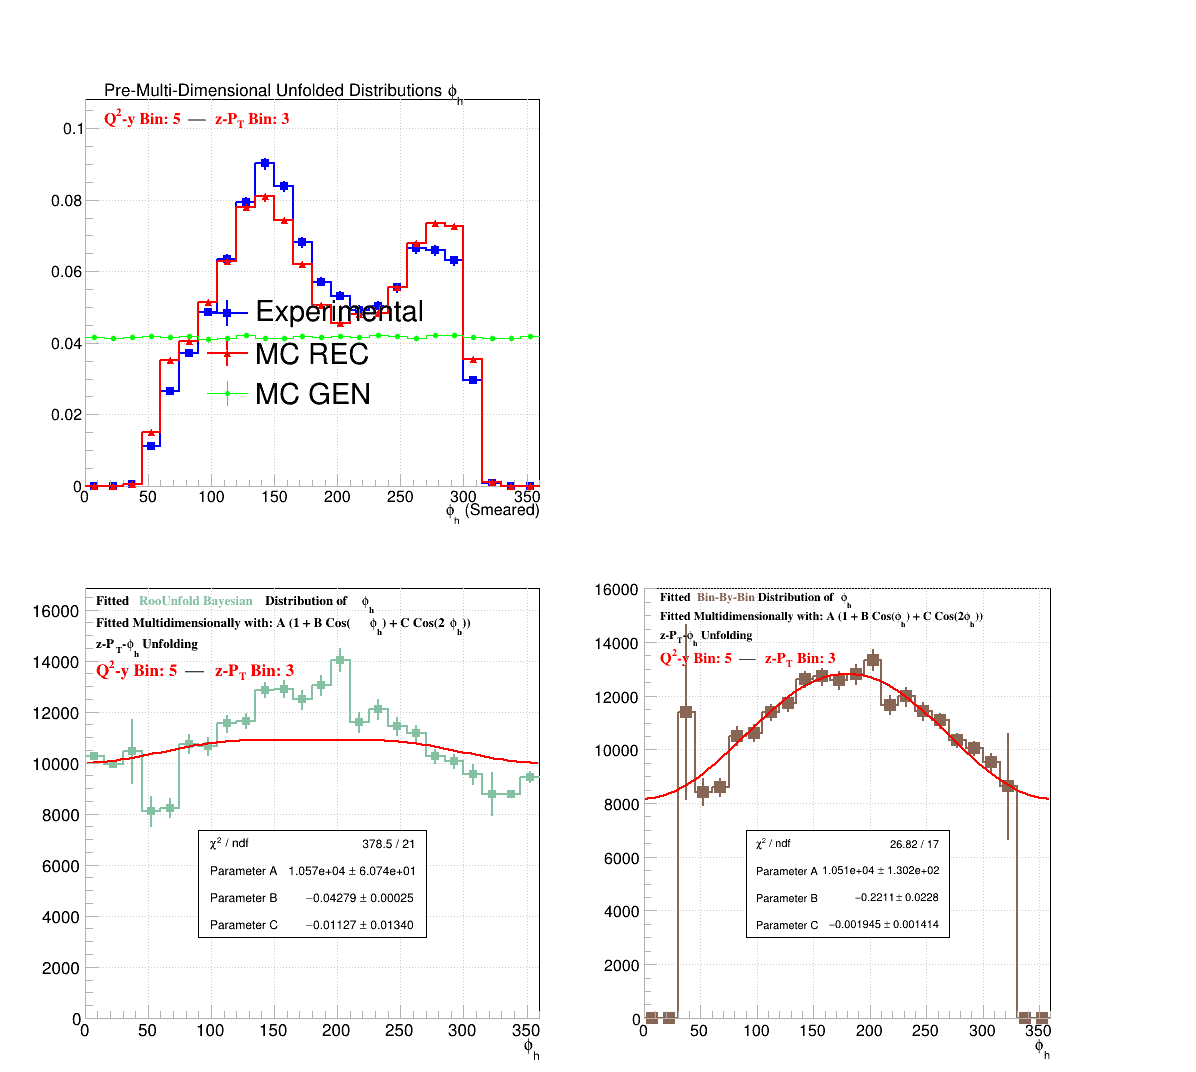 Pre-Multi-Dimensional Unfolded Distributions ϕh
Q²-y Bin: 5 — z-PT Bin: 3
0.1
0.08
0.06
0.04
0.02
0
Experimental
MC REC
MC GEN
0 50 100 150 200 250 300 350
ϕh (Smeared)
Fitted RooUnfold Bayesian Distribution of ϕh
Fitted Multidimensionally with: A (1 + B Cos( ϕh) + C Cos(2 ϕh))
z-PT-ϕh Unfolding
Q²-y Bin: 5 — z-PT Bin: 3
16000
14000
12000
10000
8000
6000
4000
2000
0
χ² / ndf 378.5 / 21
Parameter A 1.057e+04 ± 6.074e+01
Parameter B −0.04279 ± 0.00025
Parameter C −0.01127 ± 0.01340
0 50 100 150 200 250 300 350
ϕh
Fitted Bin-By-Bin Distribution of ϕh
Fitted Multidimensionally with: A (1 + B Cos(ϕh) + C Cos(2ϕh))
z-PT-ϕh Unfolding
Q²-y Bin: 5 — z-PT Bin: 3
16000
14000
12000
10000
8000
6000
4000
2000
0
χ² / ndf 26.82 / 17
Parameter A 1.051e+04 ± 1.302e+02
Parameter B −0.2211 ± 0.0228
Parameter C −0.001945 ± 0.001414
0 50 100 150 200 250 300 350
ϕh